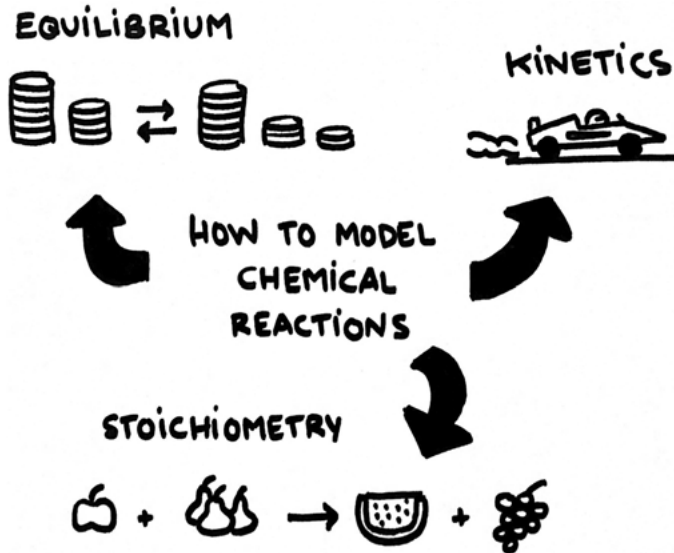 EQUILIBRIUM
KINETICS
HOW TO MODEL
CHEMICAL
REACTIONS
STOICHIOMETRY
+ → +